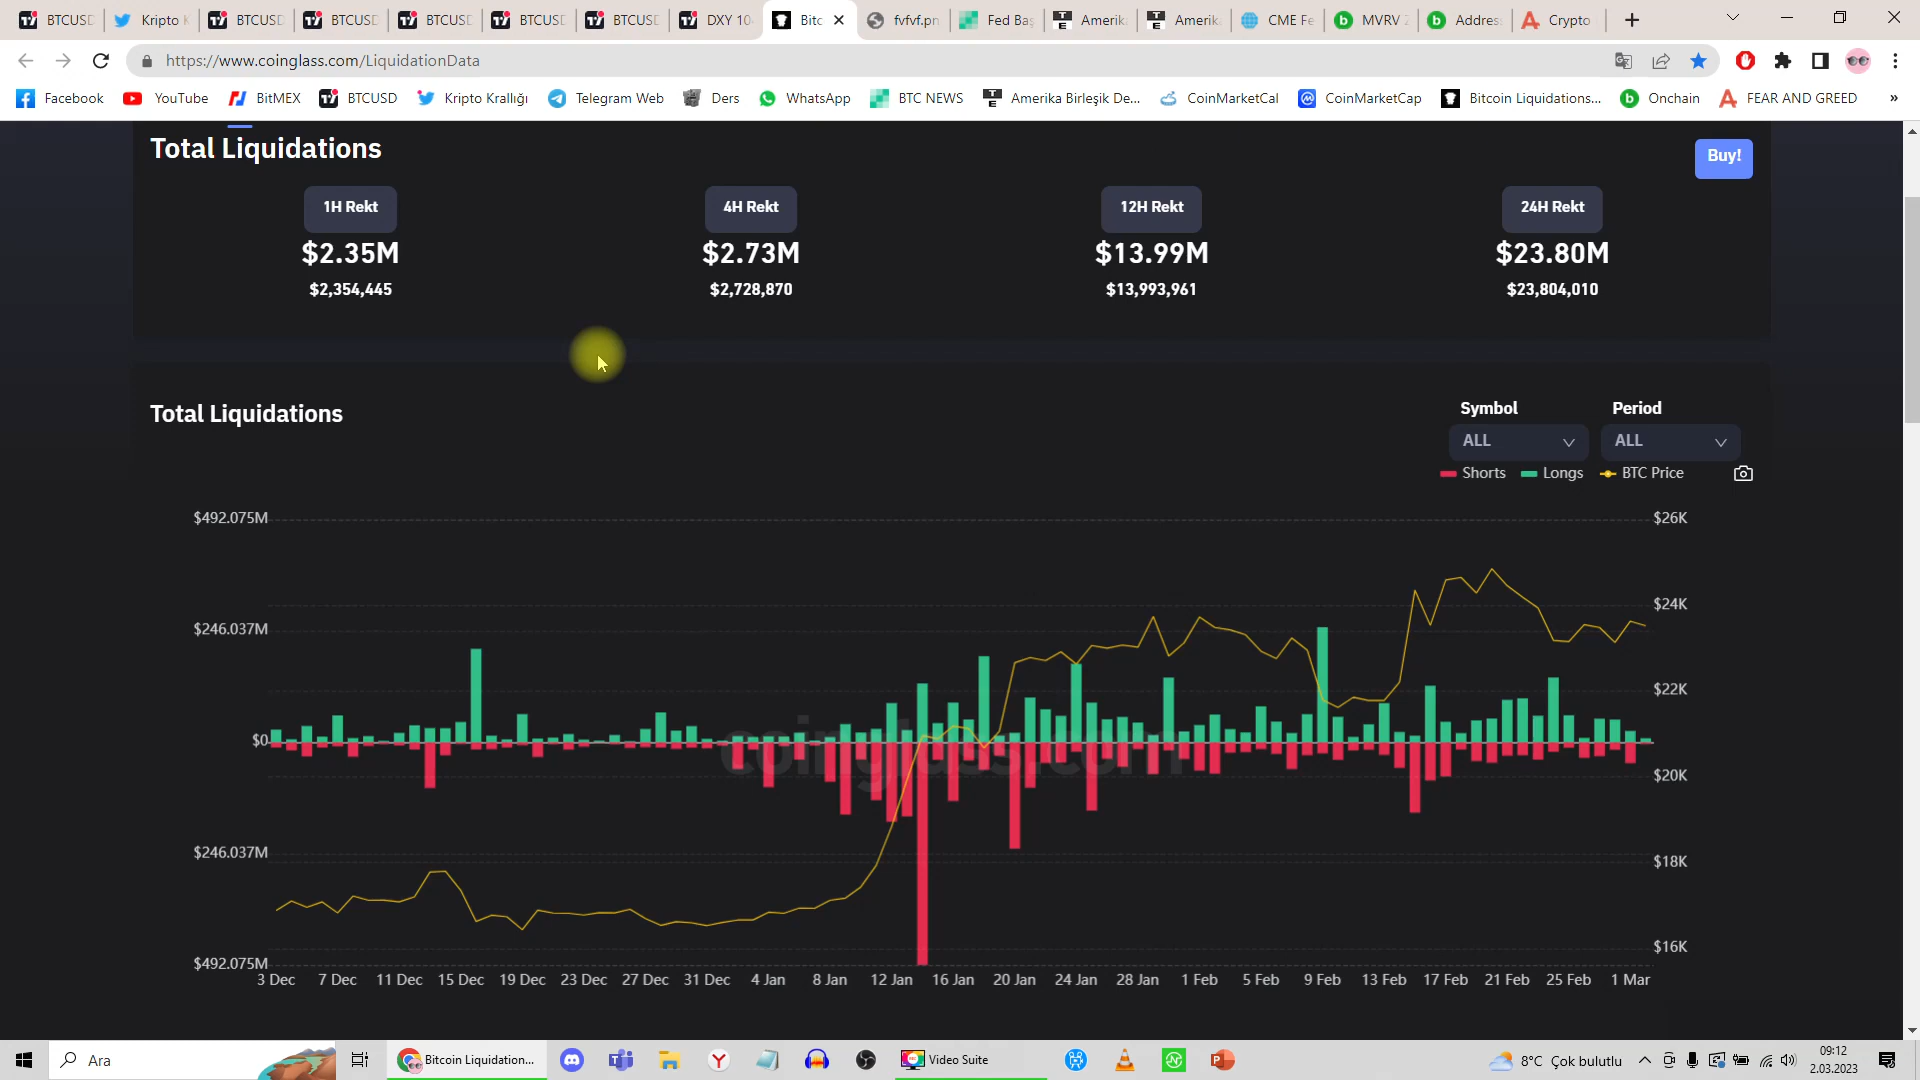 BTCUSD Kripto K BTCUSD BTCUSD BTCUSD BTCUSD BTCUSD DXY 10 Bitc fvfvf.pn Fed Baş Amerika Amerika CME Fe MVRV Z Address Crypto
https://www.coinglass.com/LiquidationData
Facebook YouTube BitMEX BTCUSD Kripto Krallığı Telegram Web Ders WhatsApp BTC NEWS Amerika Birleşik De... CoinMarketCal CoinMarketCap Bitcoin Liquidations... Onchain FEAR AND GREED »
Total Liquidations
Buy!
1H Rekt 4H Rekt 12H Rekt 24H Rekt
$2.35M $2.73M $13.99M $23.80M
$2,354,445 $2,728,870 $13,993,961 $23,804,010
Total Liquidations
Symbol Period
ALL ALL
Shorts Longs BTC Price
$492.075M $26K
$24K
$246.037M
$22K
$0
coinglass.com
$20K
$246.037M
$18K
$16K
$492.075M
3 Dec 7 Dec 11 Dec 15 Dec 19 Dec 23 Dec 27 Dec 31 Dec 4 Jan 8 Jan 12 Jan 16 Jan 20 Jan 24 Jan 28 Jan 1 Feb 5 Feb 9 Feb 13 Feb 17 Feb 21 Feb 25 Feb 1 Mar
Ara Bitcoin Liquidation... Video Suite 8°C Çok bulutlu 09:12
2.03.2023